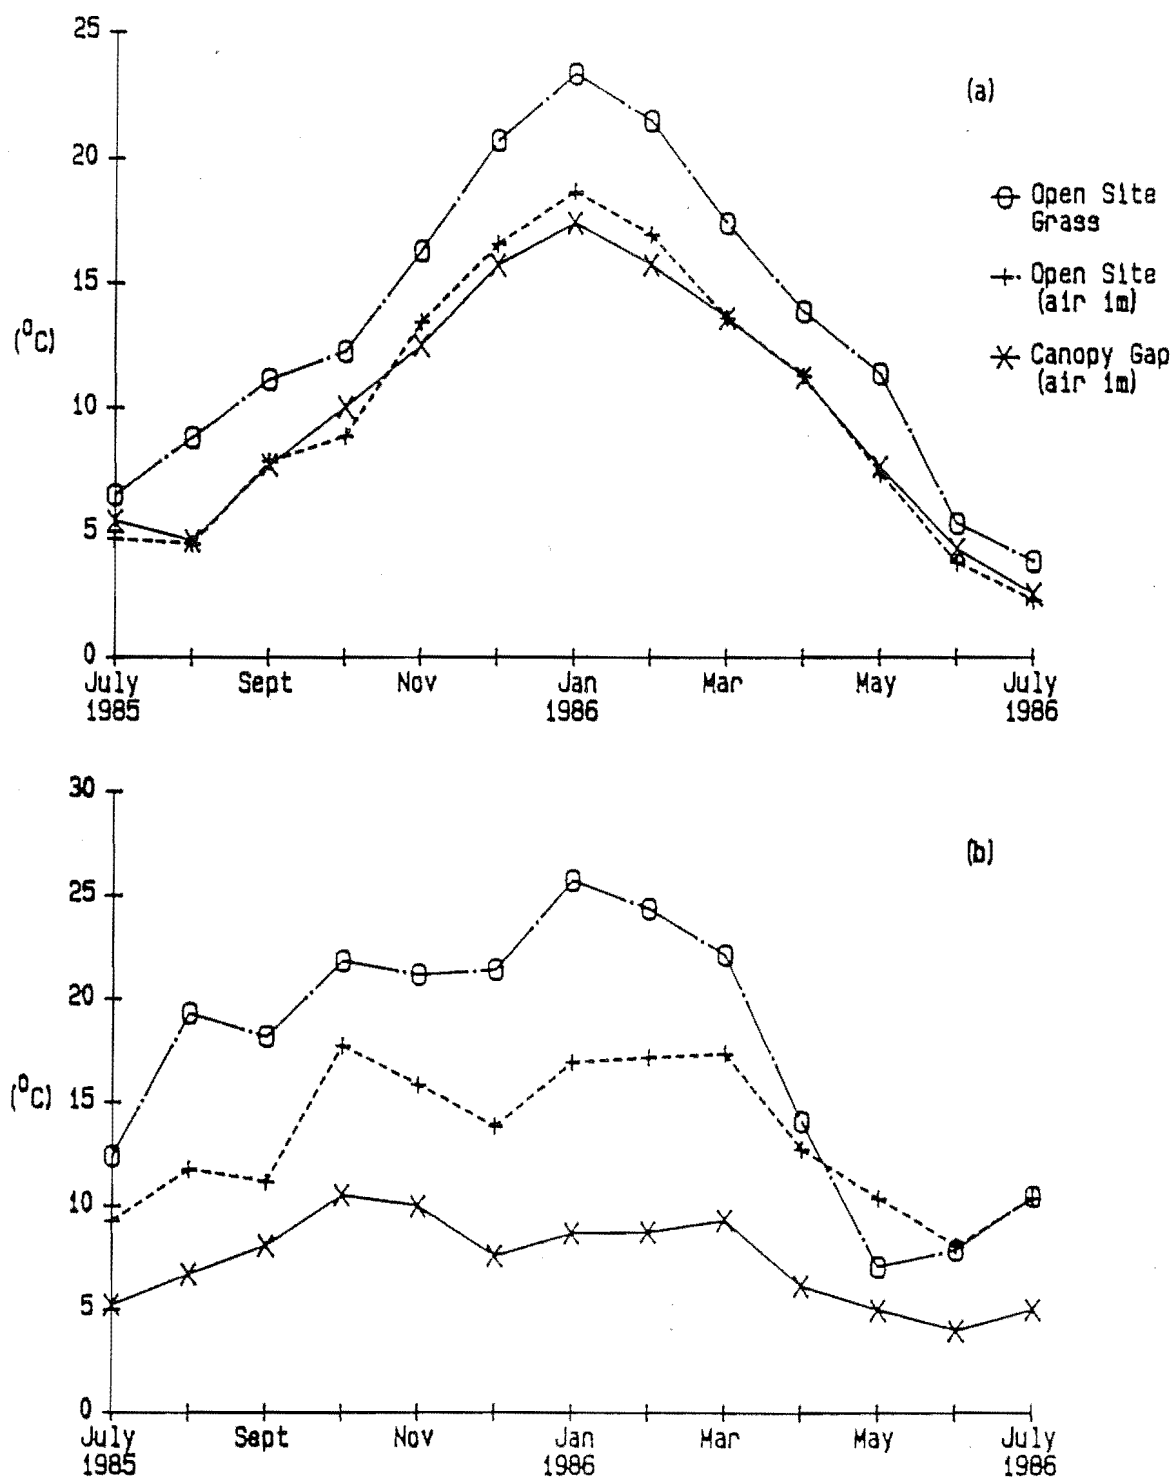 25
(a)
20
Open Site
Grass
15
Open Site
(air 1m)
(°C)
Canopy Gap
(air 1m)
10
5
0
July Sept Nov Jan Mar May July
1985 1986 1986
30
(b)
25
20
(°C)
15
10
5
0
July Sept Nov Jan Mar May July
1985 1986 1986